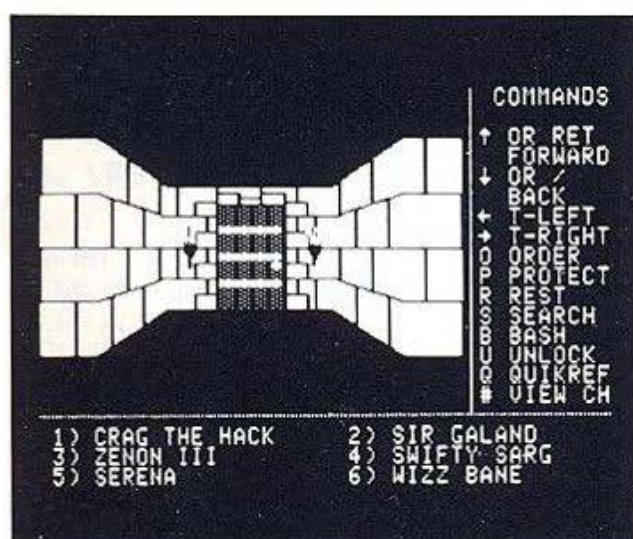 COMMANDS
↑ OR RET
FORWARD
↓ OR /
BACK
← T-LEFT
→ T-RIGHT
O ORDER
P PROTECT
R REST
S SEARCH
B BASH
U UNLOCK
Q QUIKREF
# VIEW CH
1) CRAG THE HACK 2) SIR GALAND
3) ZENON III 4) SWIFTY SARG
5) SERENA 6) WIZZ BANE